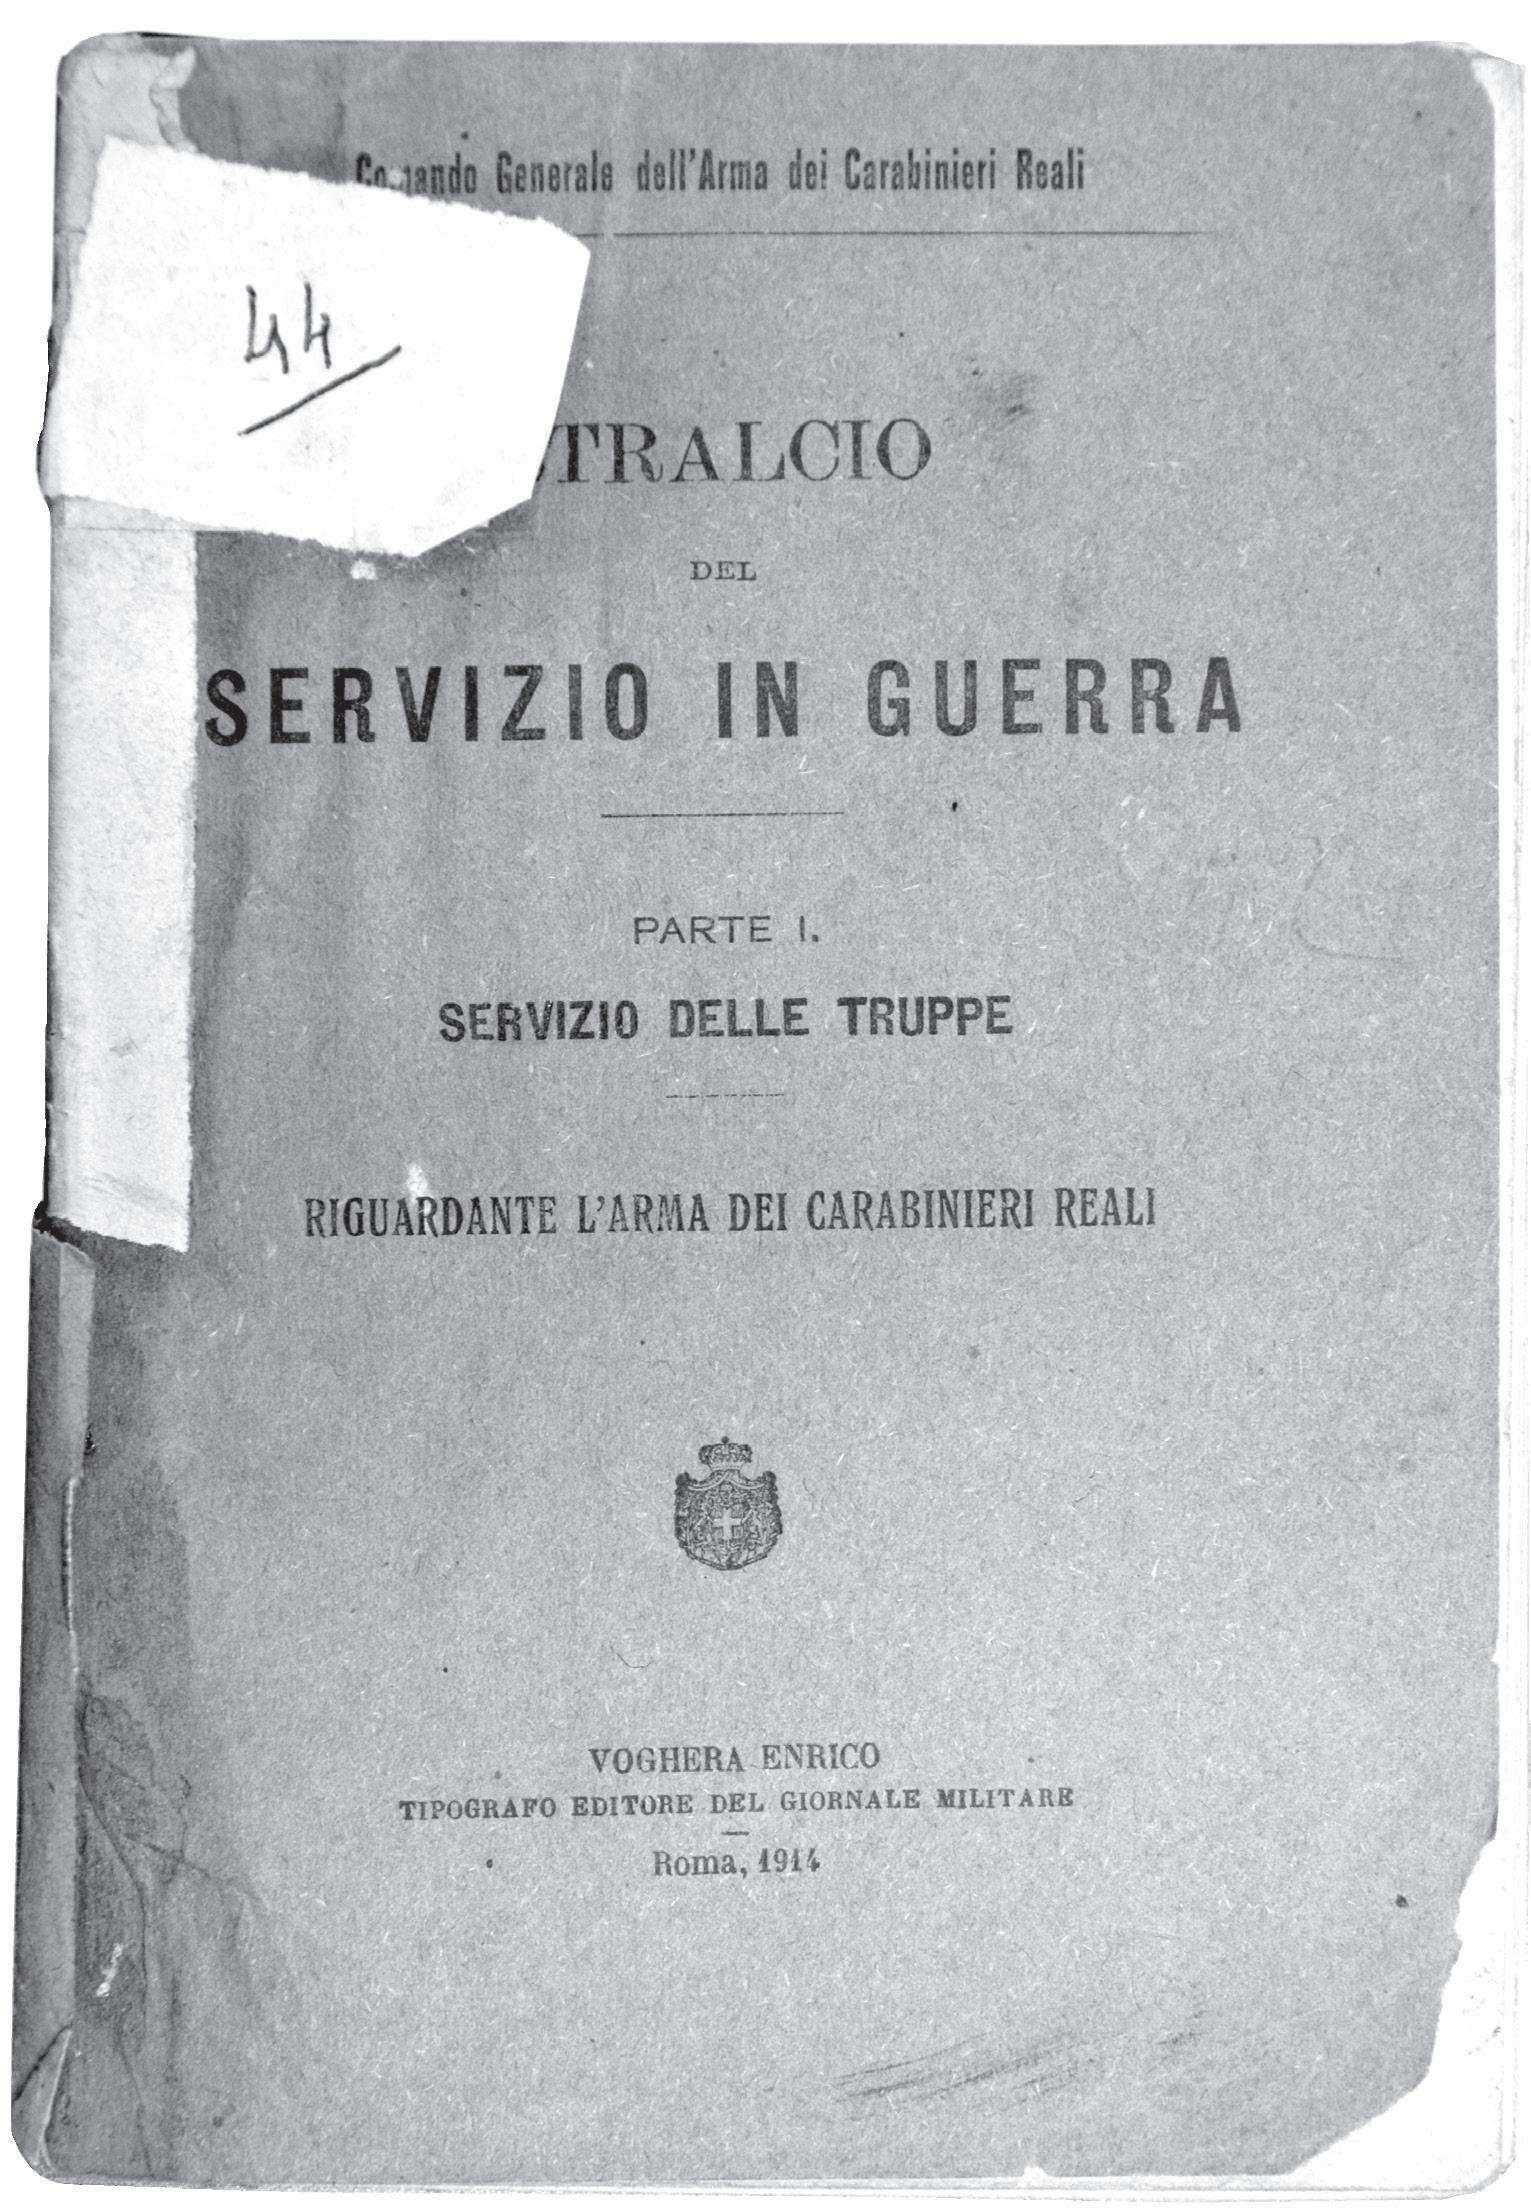 Comando Generale dell'Arma dei Carabinieri Reali
44
STRALCIO
DEL
SERVIZIO IN GUERRA
PARTE I.
SERVIZIO DELLE TRUPPE
RIGUARDANTE L'ARMA DEI CARABINIERI REALI
VOGHERA ENRICO
TIPOGRAFO EDITORE DEL GIORNALE MILITARE
Roma, 1914